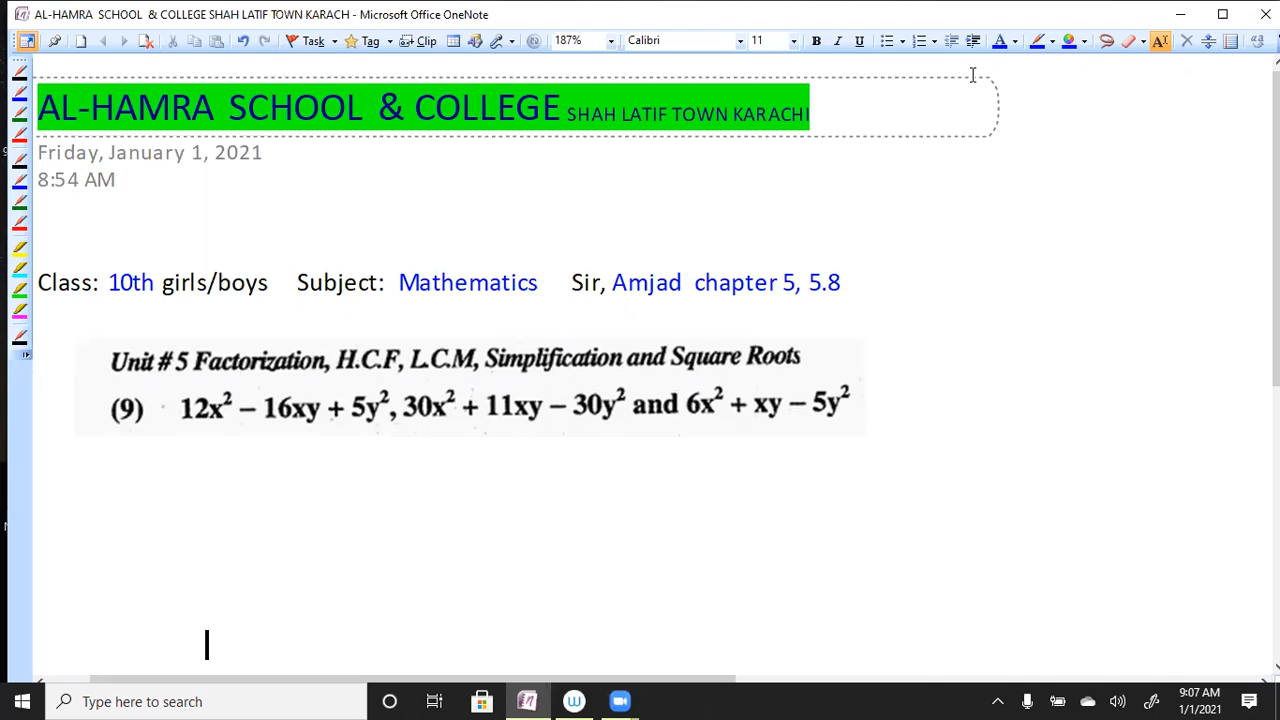 AL-HAMRA SCHOOL & COLLEGE SHAH LATIF TOWN KARACH - Microsoft Office OneNote
Task Tag Clip 187% Calibri 11 B I U
AL-HAMRA SCHOOL & COLLEGE SHAH LATIF TOWN KARACHI
Friday, January 1, 2021
8:54 AM
Class: 10th girls/boys Subject: Mathematics Sir, Amjad chapter 5, 5.8
Unit # 5 Factorization, H.C.F, L.C.M, Simplification and Square Roots
(9) 12x² − 16xy + 5y², 30x² + 11xy − 30y² and 6x² + xy − 5y²
Type here to search
9:07 AM
1/1/2021